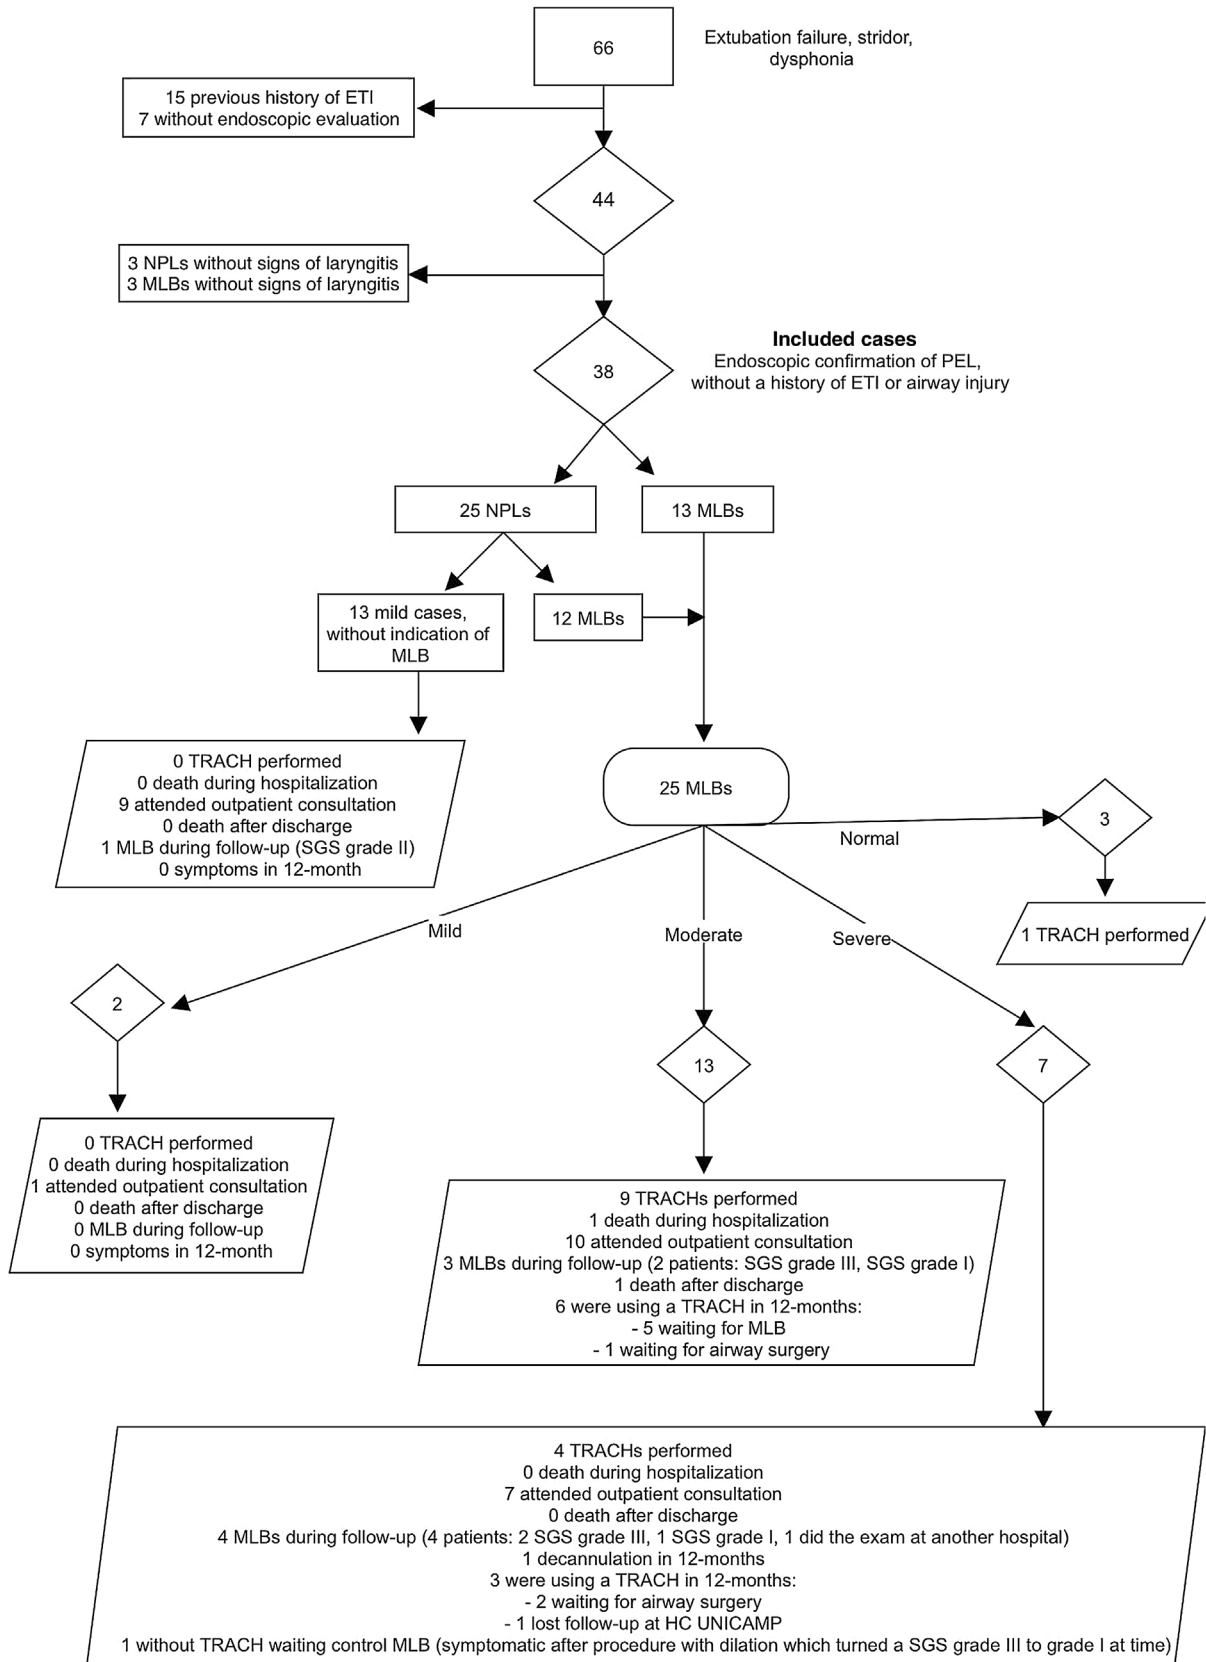 66
Extubation failure, stridor,
dysphonia
15 previous history of ETI
7 without endoscopic evaluation
44
3 NPLs without signs of laryngitis
3 MLBs without signs of laryngitis
38
Included cases
Endoscopic confirmation of PEL,
without a history of ETI or airway injury
25 NPLs
13 MLBs
13 mild cases,
without indication of
MLB
12 MLBs
0 TRACH performed
0 death during hospitalization
9 attended outpatient consultation
0 death after discharge
1 MLB during follow-up (SGS grade II)
0 symptoms in 12-month
25 MLBs
Normal
3
1 TRACH performed
Mild
Moderate
Severe
2
13
7
0 TRACH performed
0 death during hospitalization
1 attended outpatient consultation
0 death after discharge
0 MLB during follow-up
0 symptoms in 12-month
9 TRACHs performed
1 death during hospitalization
10 attended outpatient consultation
3 MLBs during follow-up (2 patients: SGS grade III, SGS grade I)
1 death after discharge
6 were using a TRACH in 12-months:
- 5 waiting for MLB
- 1 waiting for airway surgery
4 TRACHs performed
0 death during hospitalization
7 attended outpatient consultation
0 death after discharge
4 MLBs during follow-up (4 patients: 2 SGS grade III, 1 SGS grade I, 1 did the exam at another hospital)
1 decannulation in 12-months
3 were using a TRACH in 12-months:
- 2 waiting for airway surgery
- 1 lost follow-up at HC UNICAMP
1 without TRACH waiting control MLB (symptomatic after procedure with dilation which turned a SGS grade III to grade I at time)